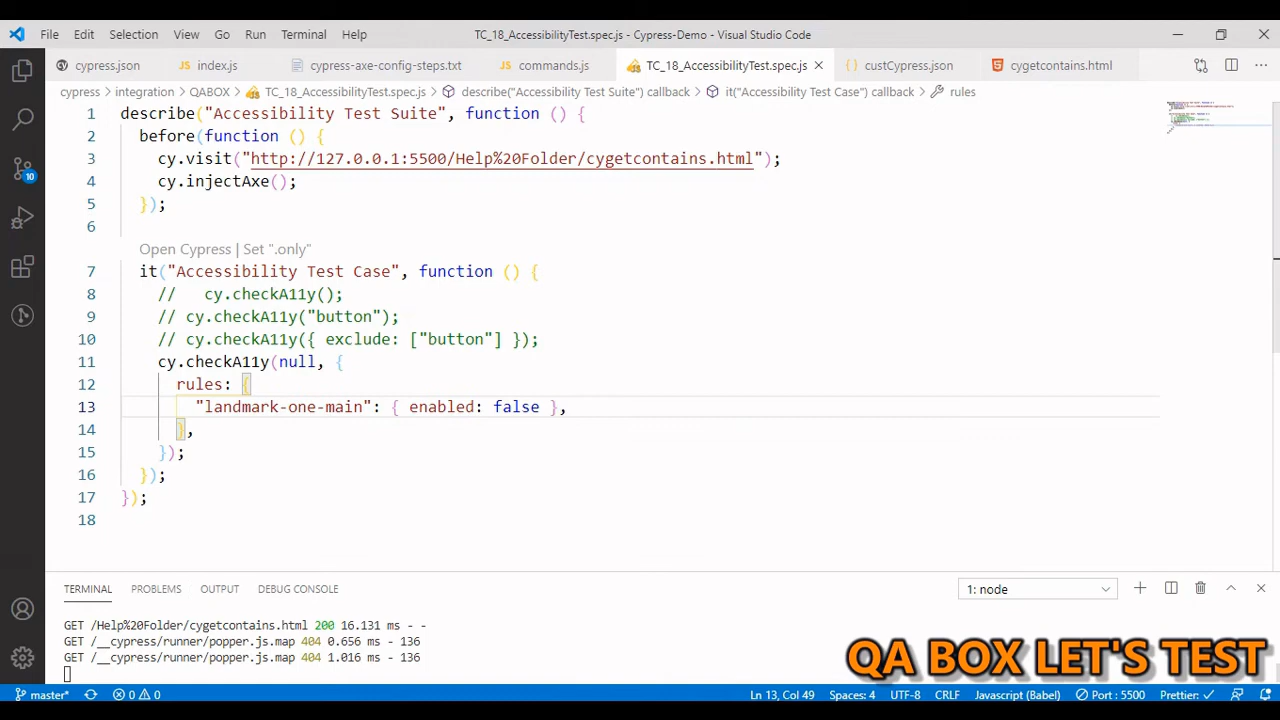 File Edit Selection View Go Run Terminal Help TC_18_AccessibilityTest.spec.js - Cypress-Demo - Visual Studio Code
cypress.json index.js cypress-axe-config-steps.txt commands.js TC_18_AccessibilityTest.spec.js custCypress.json cygetcontains.html
cypress > integration > QABOX > TC_18_AccessibilityTest.spec.js > describe("Accessibility Test Suite") callback > it("Accessibility Test Case") callback > rules
1 describe("Accessibility Test Suite", function () {
2 before(function () {
3 cy.visit("http://127.0.0.1:5500/Help%20Folder/cygetcontains.html");
4 cy.injectAxe();
5 });
6
Open Cypress | Set ".only"
7 it("Accessibility Test Case", function () {
8 // cy.checkA11y();
9 // cy.checkA11y("button");
10 // cy.checkA11y({ exclude: ["button"] });
11 cy.checkA11y(null, {
12 rules: {
13 "landmark-one-main": { enabled: false },
14 },
15 });
16 });
17 });
18
10
TERMINAL PROBLEMS OUTPUT DEBUG CONSOLE 1: node
GET /Help%20Folder/cygetcontains.html 200 16.131 ms - -
GET /__cypress/runner/popper.js.map 404 0.656 ms - 136
GET /__cypress/runner/popper.js.map 404 1.016 ms - 136
QA BOX LET'S TEST
master* 0 0 Ln 13, Col 49 Spaces: 4 UTF-8 CRLF Javascript (Babel) Port : 5500 Prettier: ✓